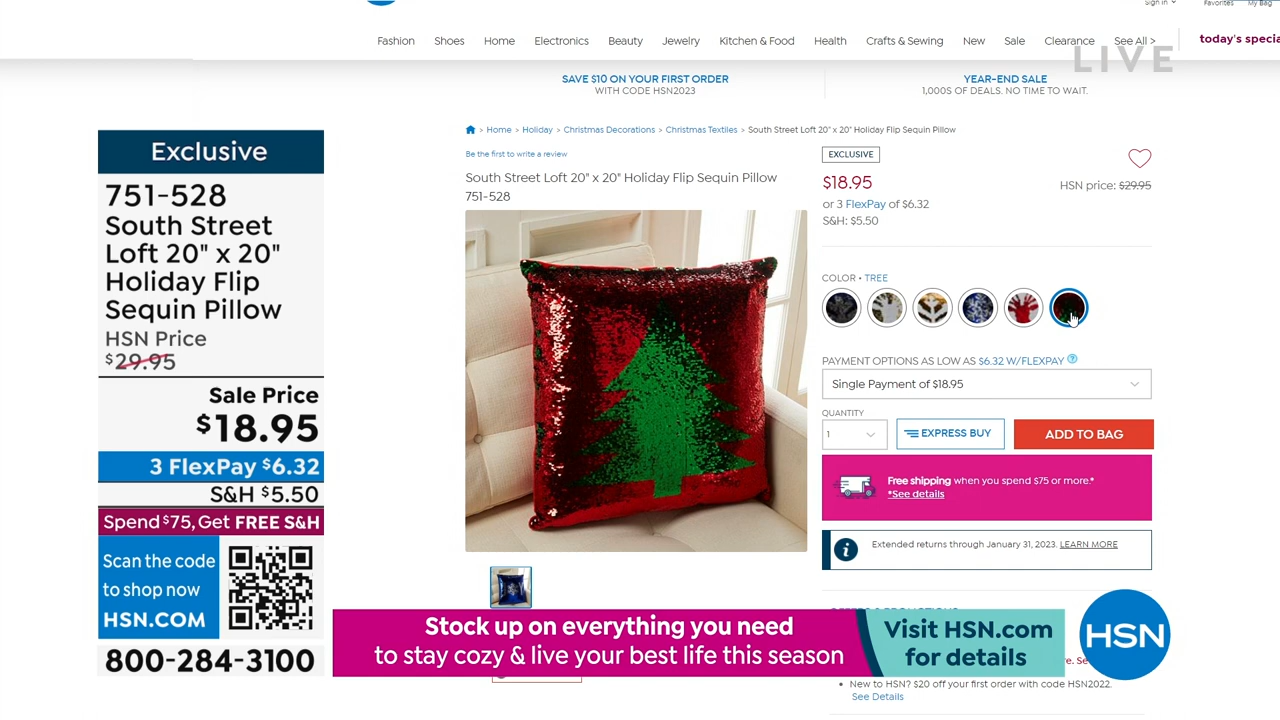 Sign in
Favorites
My Bag
Fashion
Shoes
Home
Electronics
Beauty
Jewelry
Kitchen & Food
Health
Crafts & Sewing
New
Sale
Clearance
See All >
today's specia
LIVE
SAVE $10 ON YOUR FIRST ORDER
WITH CODE HSN2023
YEAR-END SALE
1,000S OF DEALS. NO TIME TO WAIT.
Exclusive
751-528
South Street
Loft 20" x 20"
Holiday Flip
Sequin Pillow
HSN Price
$29.95
Sale Price
$18.95
3 FlexPay $6.32
S&H $5.50
Spend $75, Get FREE S&H
Scan the code
to shop now
HSN.COM
800-284-3100
> Home > Holiday > Christmas Decorations > Christmas Textiles > South Street Loft 20" x 20" Holiday Flip Sequin Pillow
Be the first to write a review
South Street Loft 20" x 20" Holiday Flip Sequin Pillow
751-528
EXCLUSIVE
$18.95
HSN price: $29.95
or 3 FlexPay of $6.32
S&H: $5.50
COLOR • TREE
PAYMENT OPTIONS AS LOW AS $6.32 W/FLEXPAY ?
Single Payment of $18.95
QUANTITY
1
EXPRESS BUY
ADD TO BAG
Free shipping when you spend $75 or more.*
*See details
i
Extended returns through January 31, 2023. LEARN MORE
Stock up on everything you need
to stay cozy & live your best life this season
Visit HSN.com
for details
HSN
• New to HSN? $20 off your first order with code HSN2022.
See Details